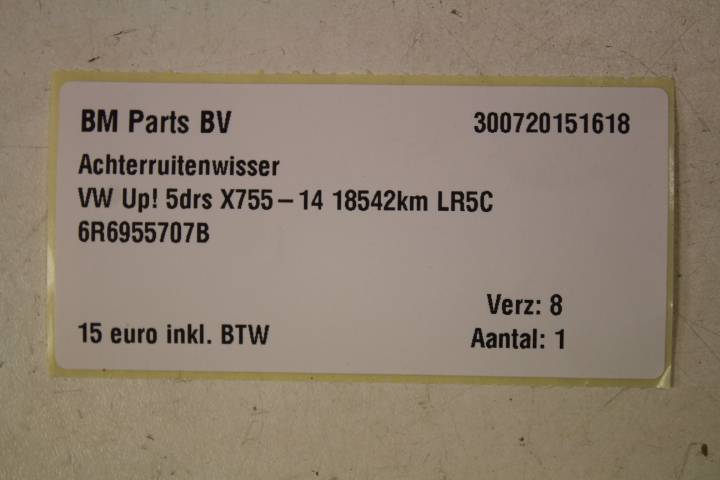 BM Parts BV 300720151618
Achterruitenwisser
VW Up! 5drs X755-14 18542km LR5C
6R6955707B
Verz: 8
15 euro inkl. BTW Aantal: 1